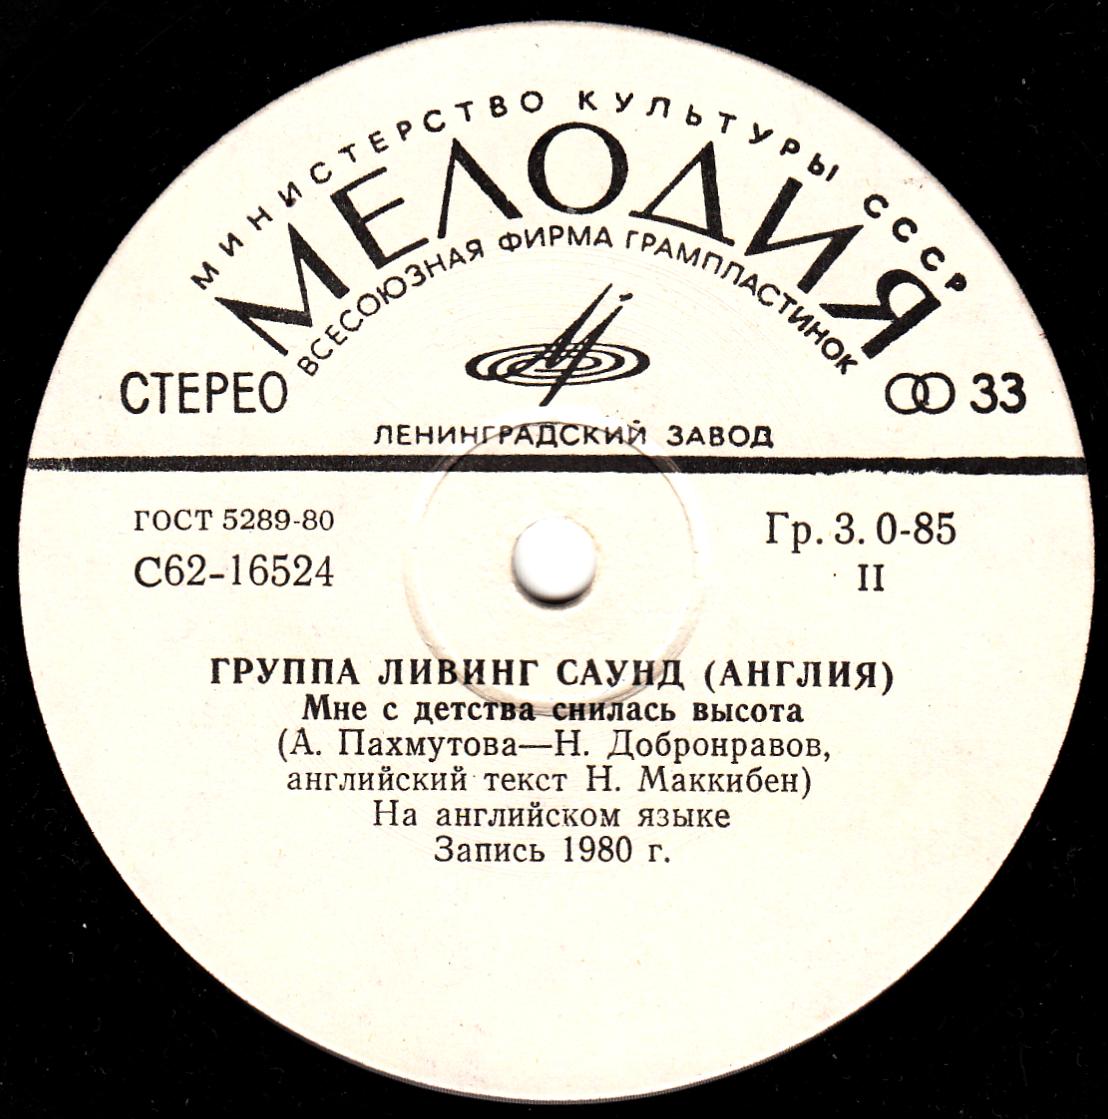 МИНИСТЕРСТВО КУЛЬТУРЫ СССР
МЕЛОДИЯ
ВСЕСОЮЗНАЯ ФИРМА ГРАМПЛАСТИНОК
СТЕРЕО
33
ЛЕНИНГРАДСКИЙ ЗАВОД
ГОСТ 5289-80
Гр. 3. 0-85
С62-16524
II
ГРУППА ЛИВИНГ САУНД (АНГЛИЯ)
Мне с детства снилась высота
(А. Пахмутова—Н. Добронравов,
английский текст Н. Маккибен)
На английском языке
Запись 1980 г.